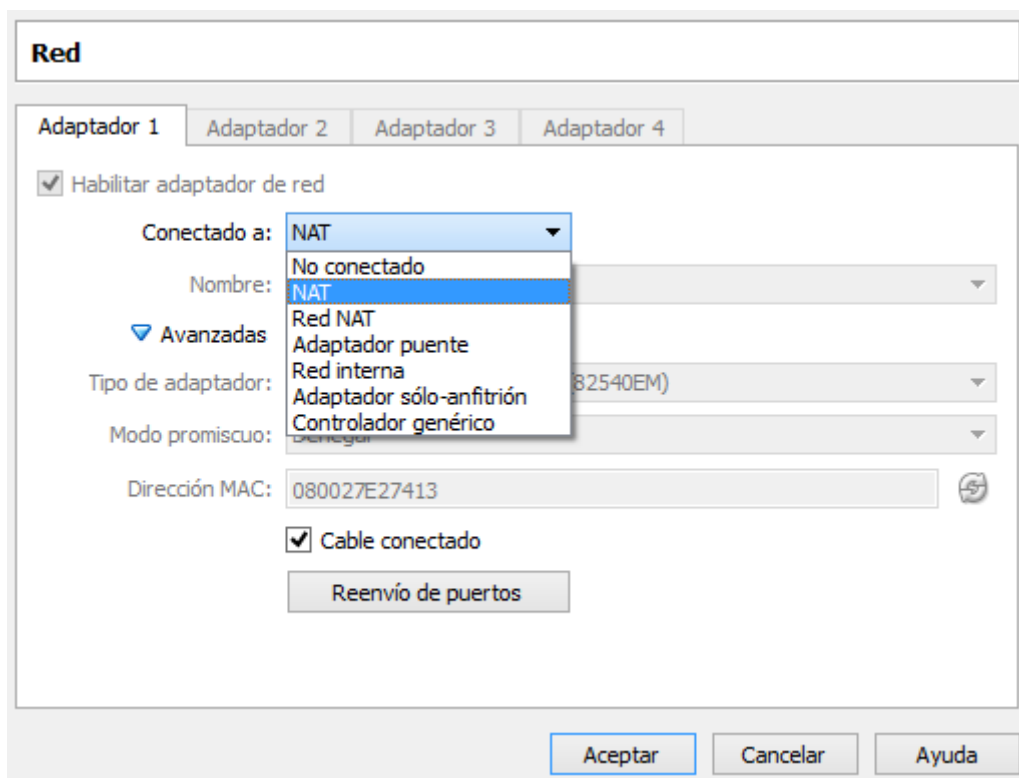 Red
Adaptador 1 Adaptador 2 Adaptador 3 Adaptador 4
Habilitar adaptador de red
Conectado a: NAT
No conectado
Nombre: NAT
Red NAT
Avanzadas
Adaptador puente
Red interna
Tipo de adaptador: 82540EM)
Adaptador sólo-anfitrión
Controlador genérico
Modo promiscuo:
Dirección MAC: 080027E27413
Cable conectado
Reenvío de puertos
Aceptar Cancelar Ayuda